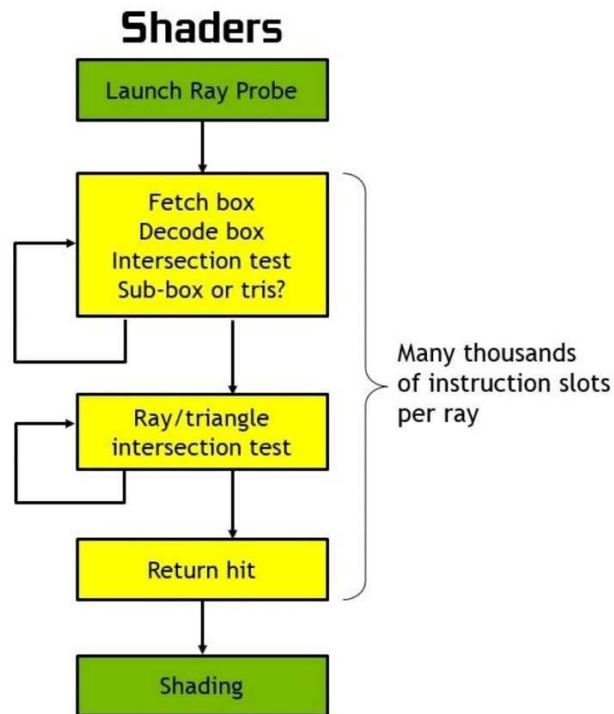 Shaders
Launch Ray Probe
Fetch box
Decode box
Intersection test
Sub-box or tris?
Many thousands
of instruction slots
per ray
Ray/triangle
intersection test
Return hit
Shading